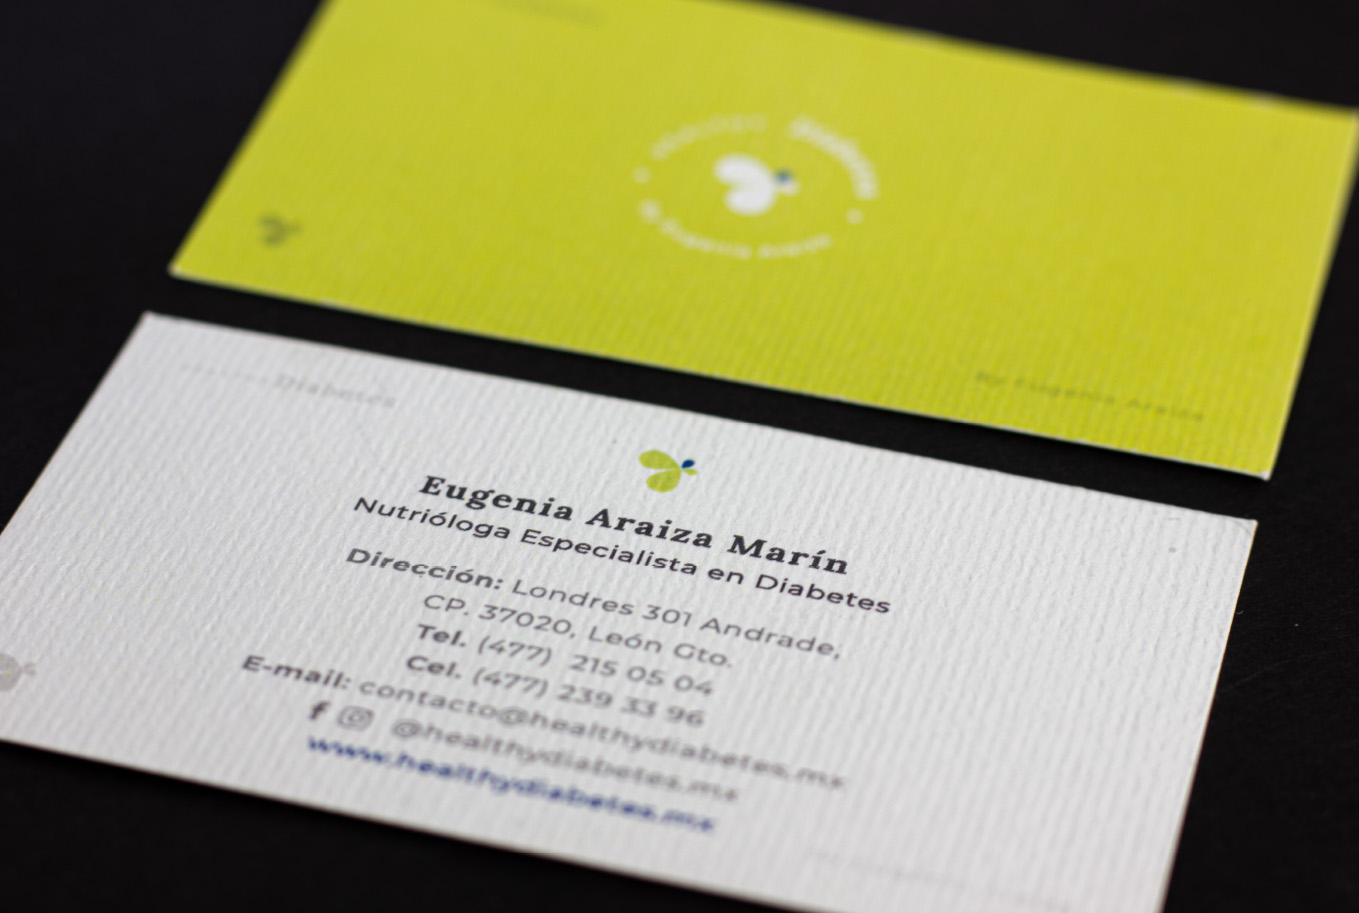 By Eugenia Araiza
By Eugenia Araiza
Diabetes
Eugenia Araiza Marín
Nutrióloga Especialista en Diabetes
Dirección: Londres 301 Andrade,
CP. 37020, León Gto.
Tel. (477) 215 05 04
Cel. (477) 239 33 96
E-mail: contacto@healthydiabetes.mx
@healthydiabetes.mx
www.healthydiabetes.mx